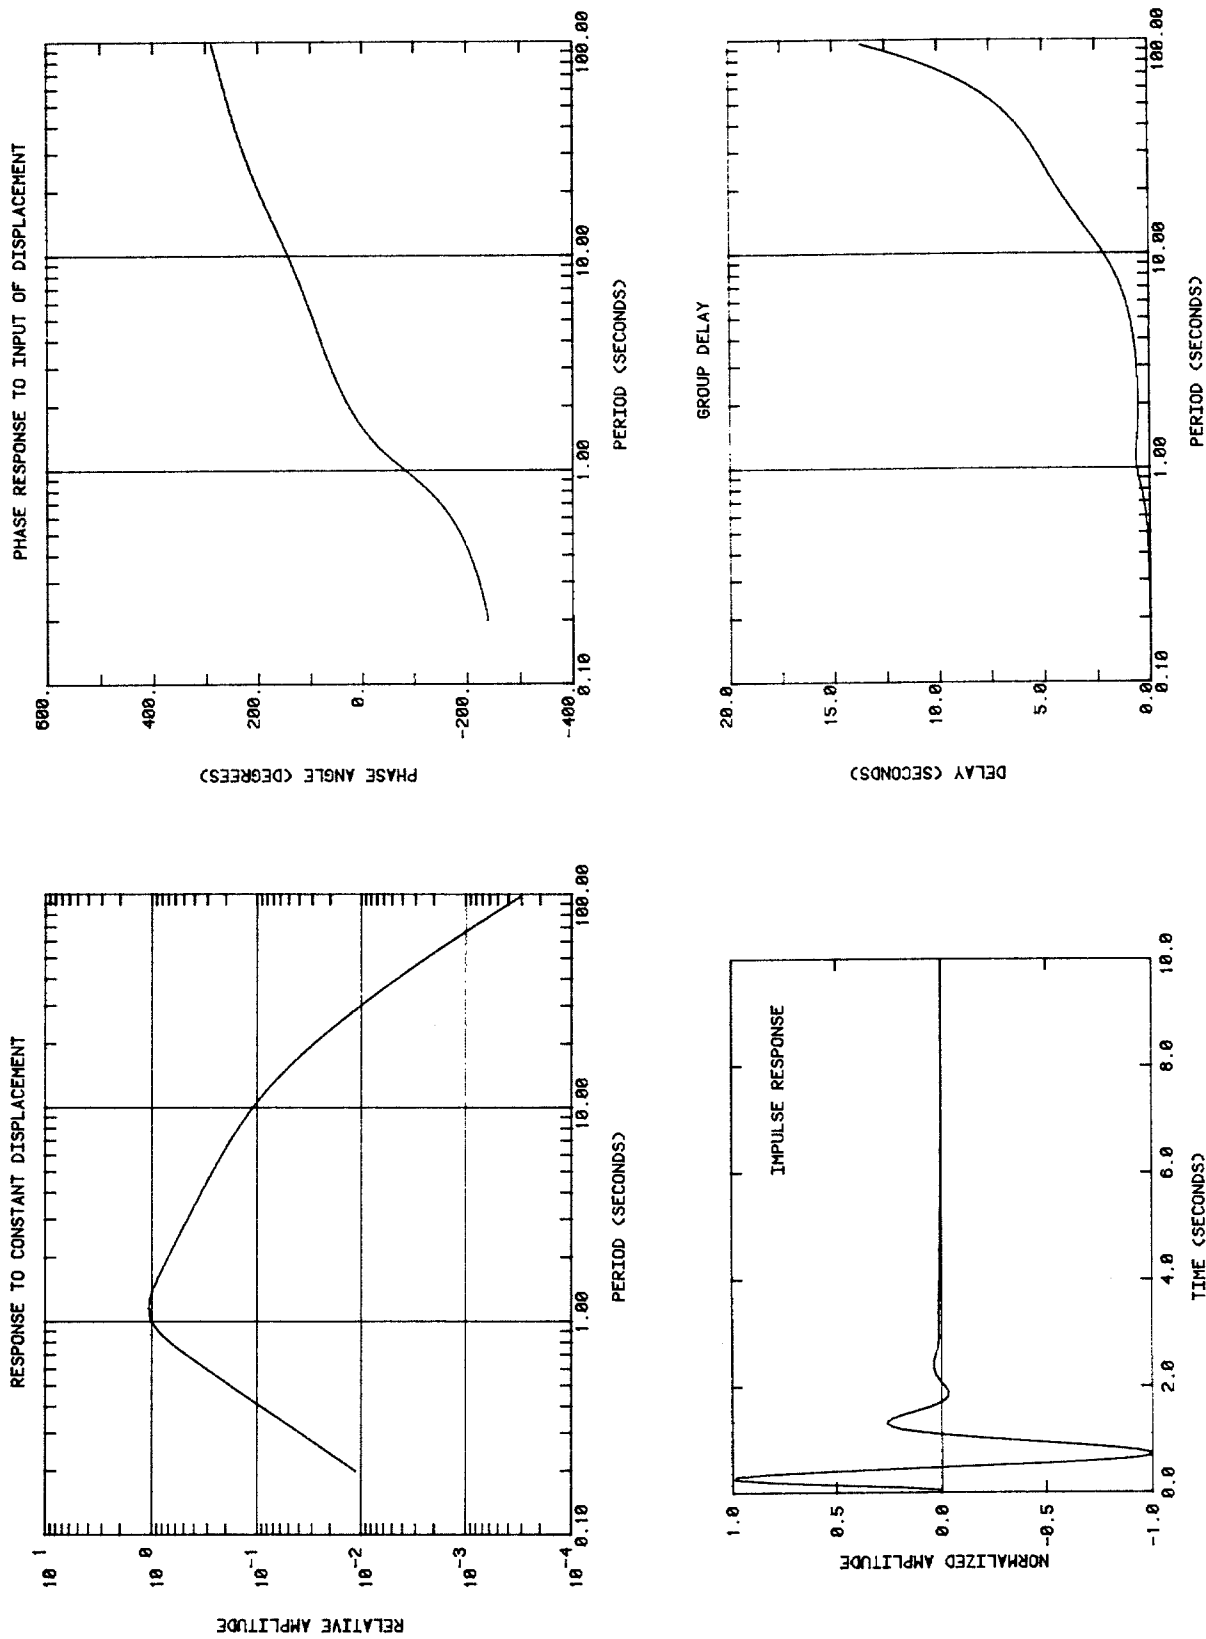 RESPONSE TO CONSTANT DISPLACEMENT
RELATIVE AMPLITUDE
10 1
10 0
10 -1
10 -2
10 -3
10 -4
0.10 1.00 10.00 100.00
PERIOD (SECONDS)
PHASE RESPONSE TO INPUT OF DISPLACEMENT
PHASE ANGLE (DEGREES)
600.
400.
200.
0.
-200.
-400.
0.10 1.00 10.00 100.00
PERIOD (SECONDS)
IMPULSE RESPONSE
NORMALIZED AMPLITUDE
1.0
0.5
0.0
-0.5
-1.0
0.0 2.0 4.0 6.0 8.0 10.0
TIME (SECONDS)
GROUP DELAY
DELAY (SECONDS)
20.0
15.0
10.0
5.0
0.0
0.10 1.00 10.00 100.00
PERIOD (SECONDS)